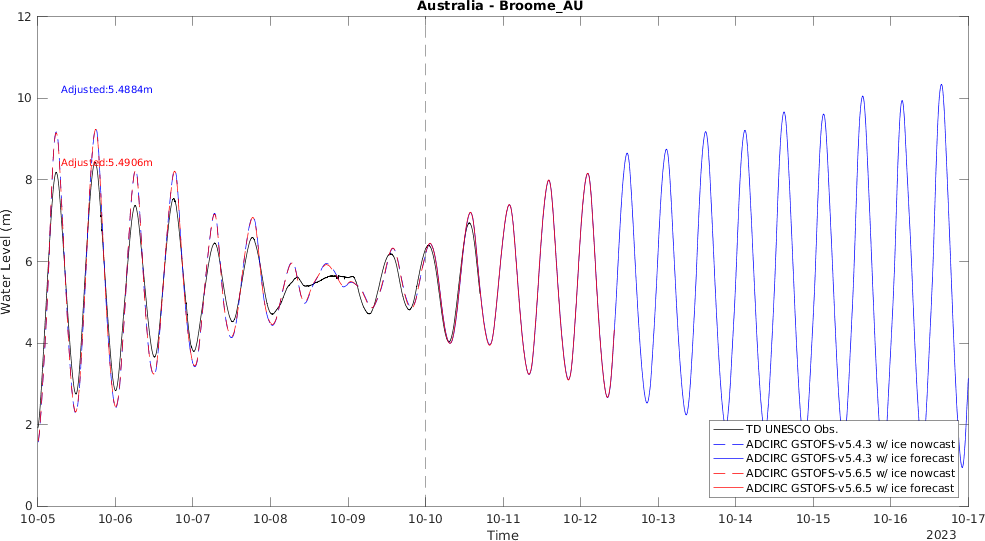 Australia - Broome_AU
12
10
8
6
4
2
0
Water Level (m)
Adjusted:5.4884m
Adjusted:5.4906m
TD UNESCO Obs.
ADCIRC GSTOFS-v5.4.3 w/ ice nowcast
ADCIRC GSTOFS-v5.4.3 w/ ice forecast
ADCIRC GSTOFS-v5.6.5 w/ ice nowcast
ADCIRC GSTOFS-v5.6.5 w/ ice forecast
10-05 10-06 10-07 10-08 10-09 10-10 10-11 10-12 10-13 10-14 10-15 10-16 10-17
Time
2023